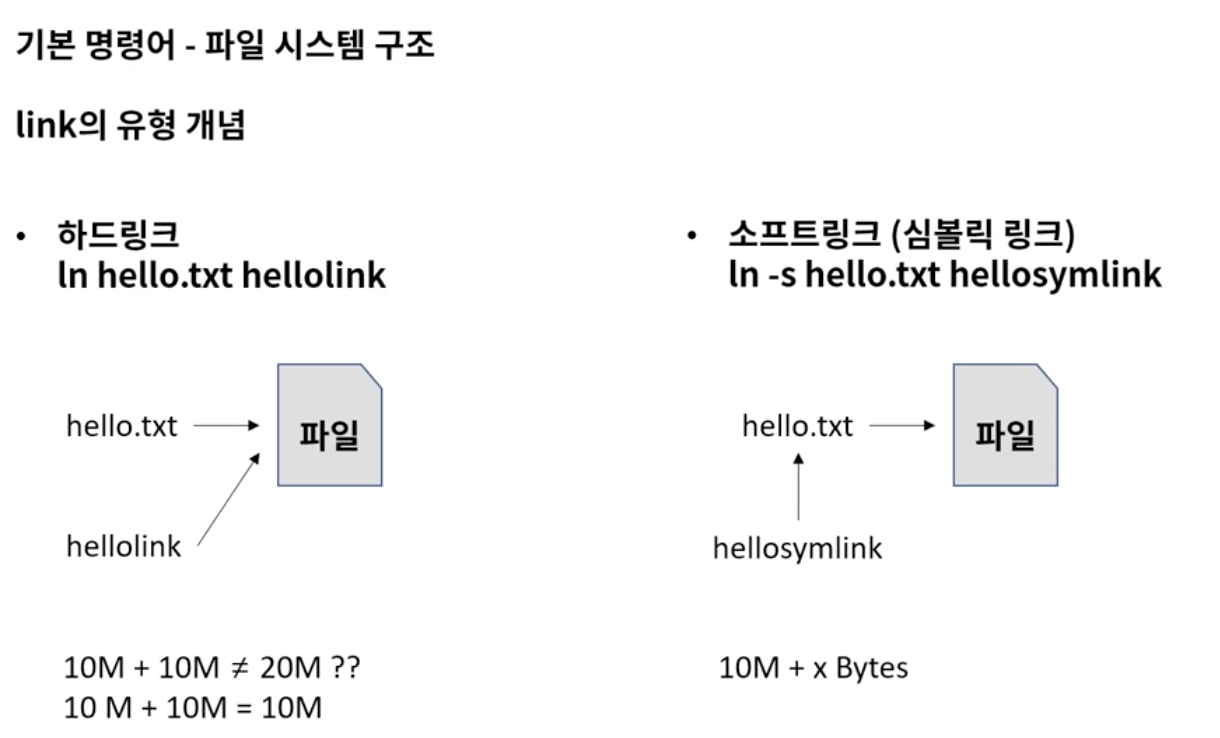 기본 명령어 - 파일 시스템 구조
link의 유형 개념
• 하드링크
ln hello.txt hellolink
hello.txt
파일
hellolink
10M + 10M ≠ 20M ??
10 M + 10M = 10M
• 소프트링크 (심볼릭 링크)
ln -s hello.txt hellosymlink
hello.txt
파일
hellosymlink
10M + x Bytes